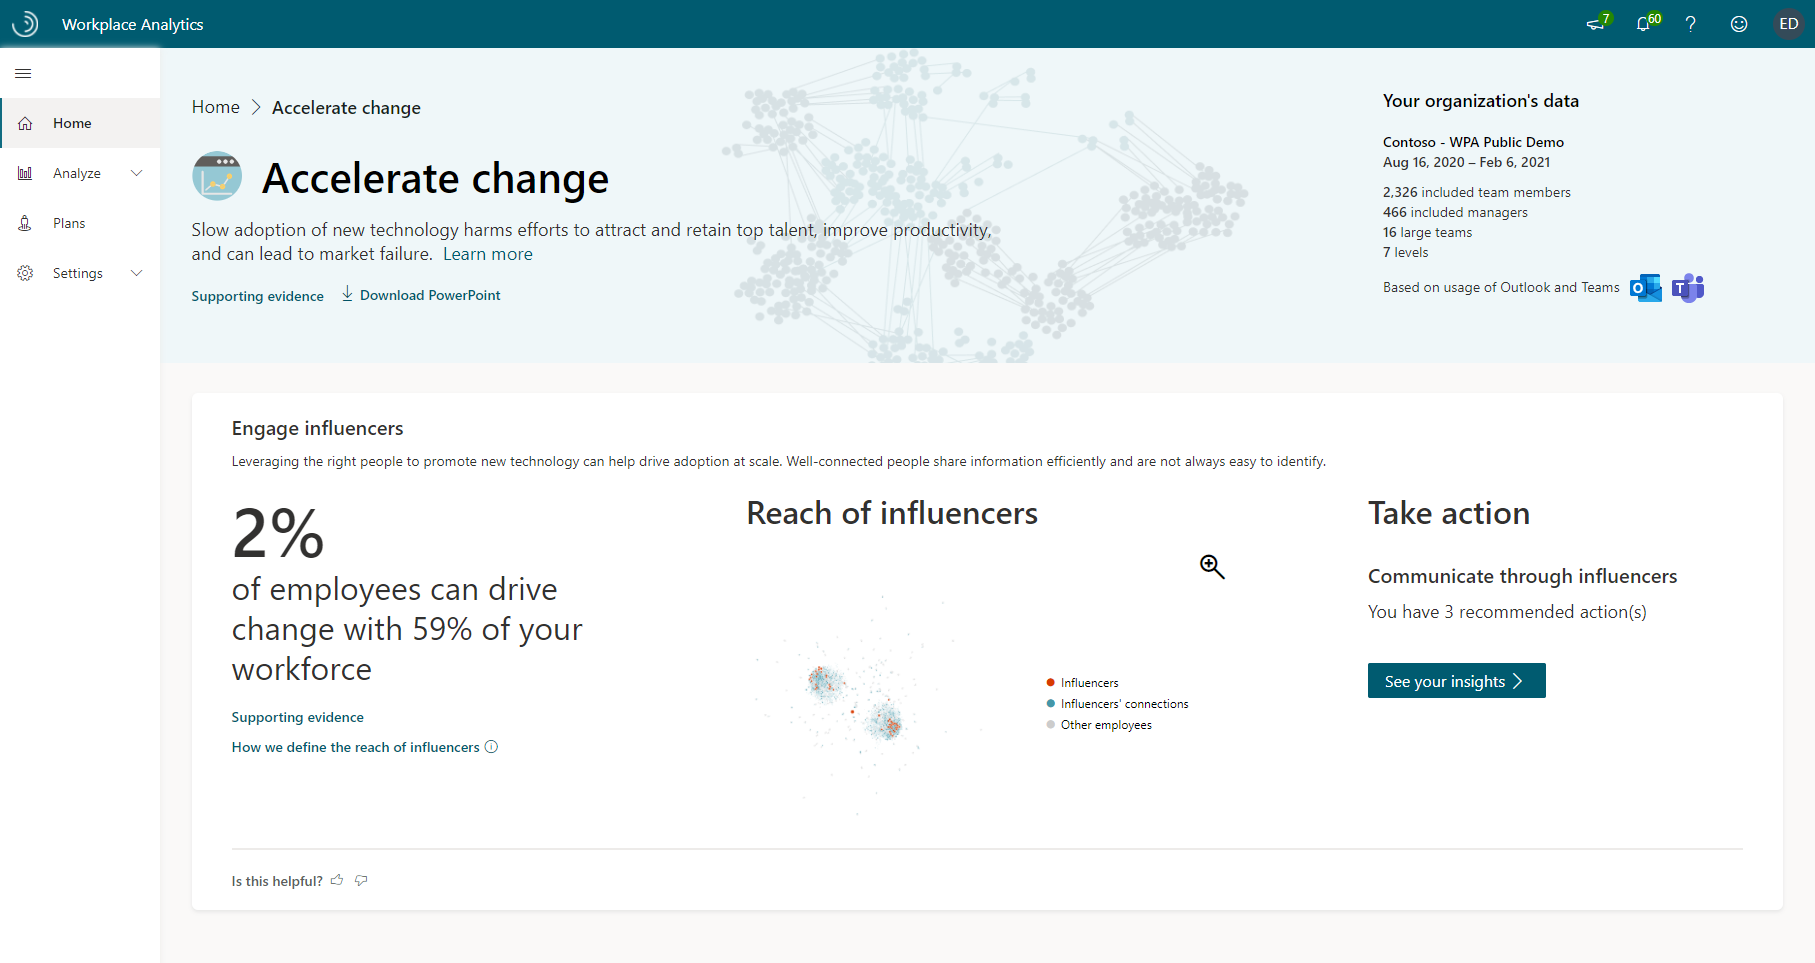 Workplace Analytics
7
60
?
ED
Home
Analyze
Plans
Settings
Home > Accelerate change
Accelerate change
Slow adoption of new technology harms efforts to attract and retain top talent, improve productivity,
and can lead to market failure. Learn more
Supporting evidence
Download PowerPoint
Your organization's data
Contoso - WPA Public Demo
Aug 16, 2020 – Feb 6, 2021
2,326 included team members
466 included managers
16 large teams
7 levels
Based on usage of Outlook and Teams
Engage influencers
Leveraging the right people to promote new technology can help drive adoption at scale. Well-connected people share information efficiently and are not always easy to identify.
2%
of employees can drive
change with 59% of your
workforce
Supporting evidence
How we define the reach of influencers
Reach of influencers
Influencers
Influencers' connections
Other employees
Take action
Communicate through influencers
You have 3 recommended action(s)
See your insights
Is this helpful?